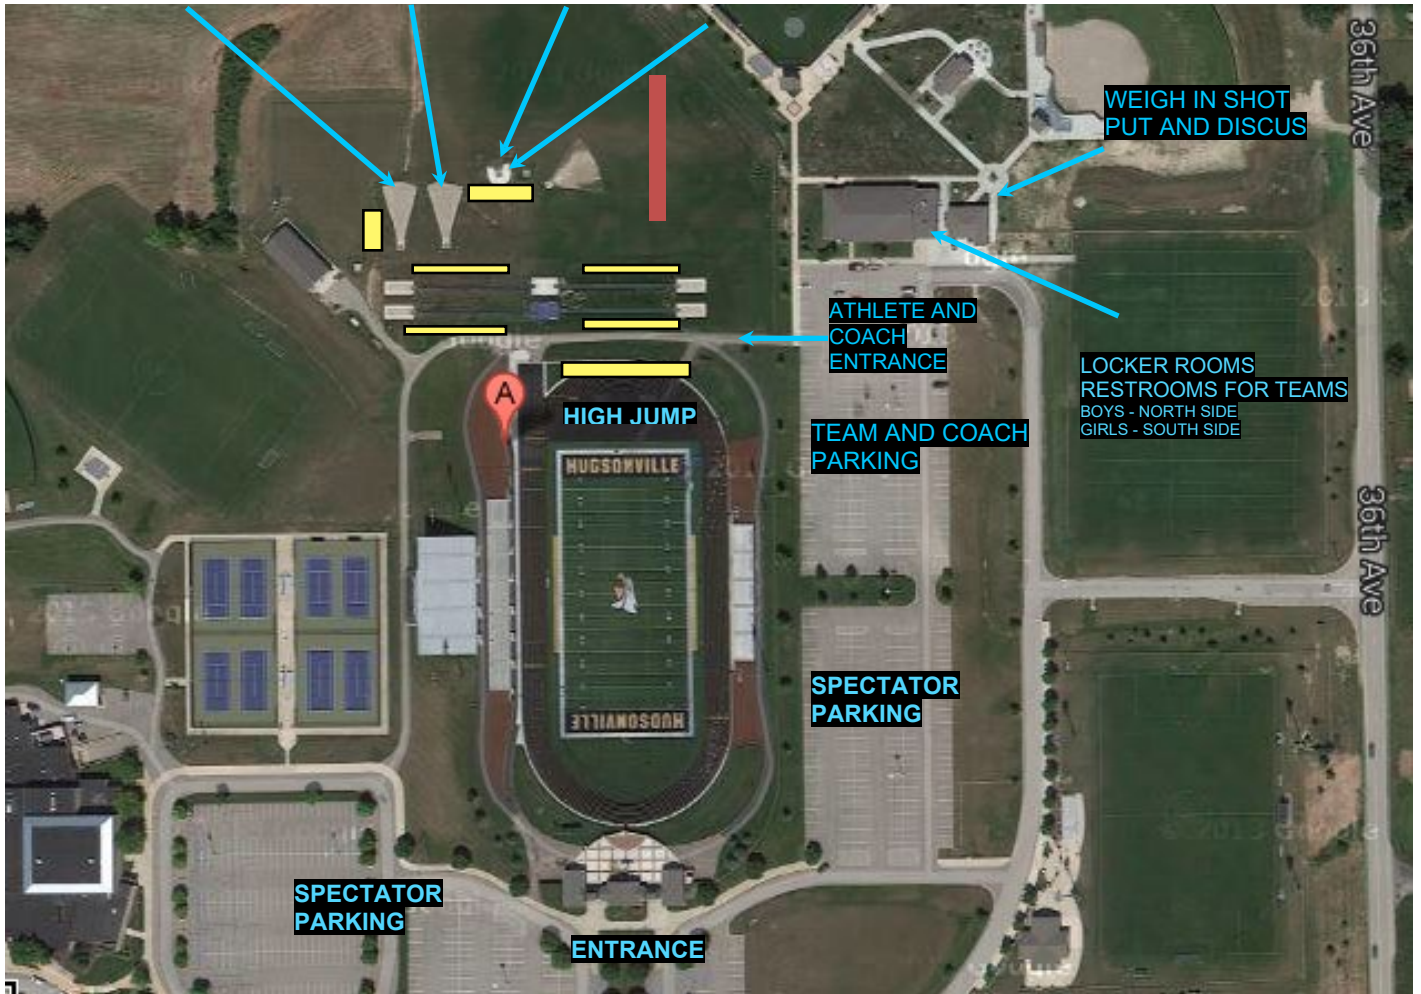 36th Ave
WEIGH IN SHOT
PUT AND DISCUS
ATHLETE AND
COACH
ENTRANCE
LOCKER ROOMS
RESTROOMS FOR TEAMS
BOYS - NORTH SIDE
GIRLS - SOUTH SIDE
A
HIGH JUMP
TEAM AND COACH
PARKING
HUGSONVILLE
36th Ave
SPECTATOR
PARKING
HUDSONVILLE
SPECTATOR
PARKING
ENTRANCE